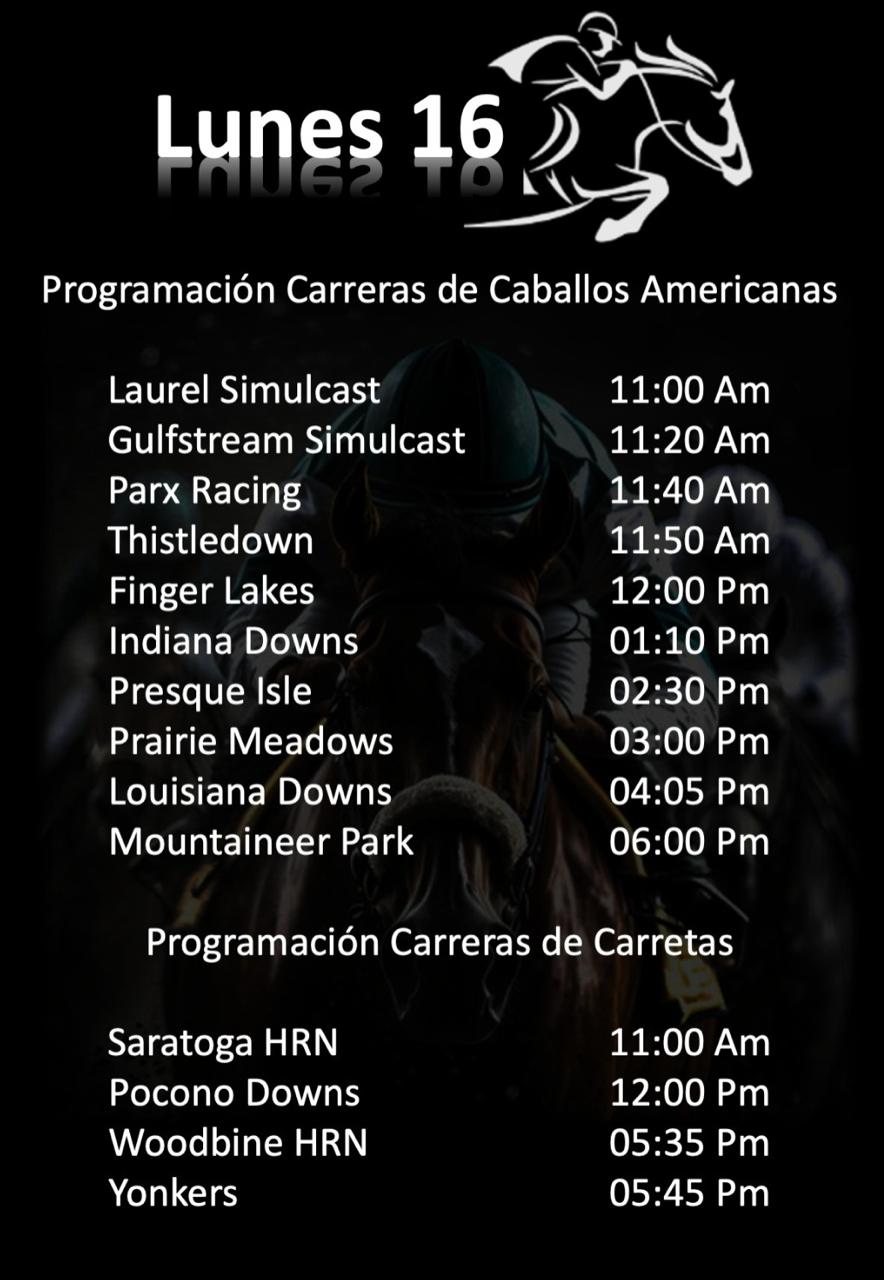 Lunes 16
Programación Carreras de Caballos Americanas
Laurel Simulcast 11:00 Am
Gulfstream Simulcast 11:20 Am
Parx Racing 11:40 Am
Thistledown 11:50 Am
Finger Lakes 12:00 Pm
Indiana Downs 01:10 Pm
Presque Isle 02:30 Pm
Prairie Meadows 03:00 Pm
Louisiana Downs 04:05 Pm
Mountaineer Park 06:00 Pm
Programación Carreras de Carretas
Saratoga HRN 11:00 Am
Pocono Downs 12:00 Pm
Woodbine HRN 05:35 Pm
Yonkers 05:45 Pm